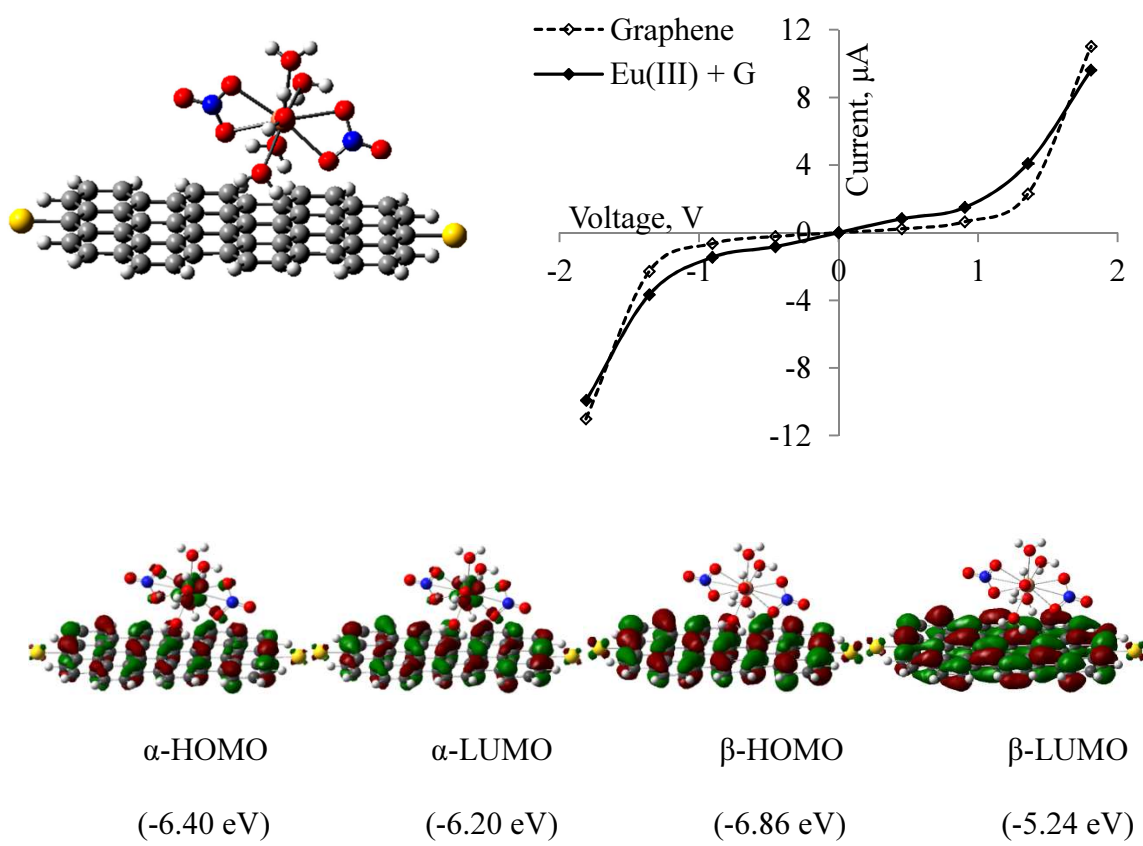 Graphene
Eu(III) + G
Current, μA
Voltage, V
12
8
4
0
-4
-8
-12
-2
-1
0
1
2
α-HOMO
α-LUMO
β-HOMO
β-LUMO
(-6.40 eV)
(-6.20 eV)
(-6.86 eV)
(-5.24 eV)